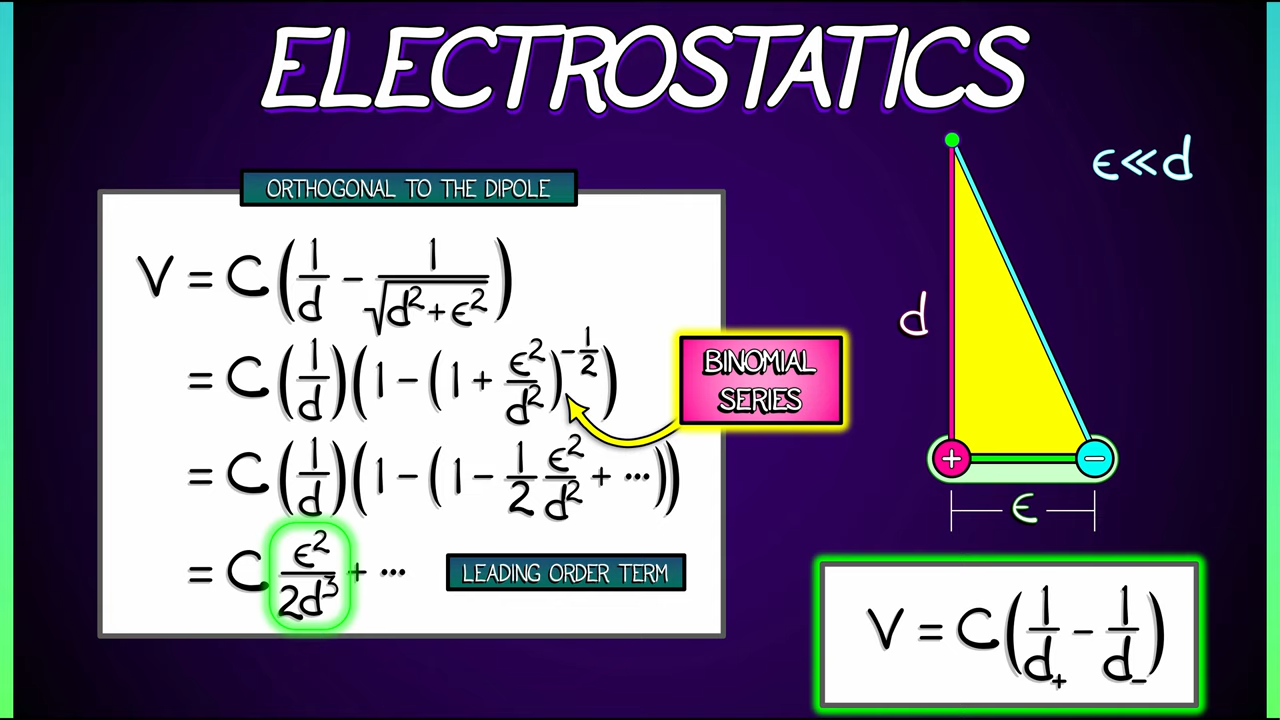 ELECTROSTATICS
ORTHOGONAL TO THE DIPOLE
V = C(1/d − 1/√(d²+ϵ²))
= C(1/d)(1 − (1 + ϵ²/d²)^(−1/2))
= C(1/d)(1 − (1 − 1/2 ϵ²/d² + ⋯))
= C ϵ²/2d³ + ⋯
LEADING ORDER TERM
BINOMIAL
SERIES
ϵ≪d
d
+ −
ϵ
V = C(1/d₊ − 1/d₋)